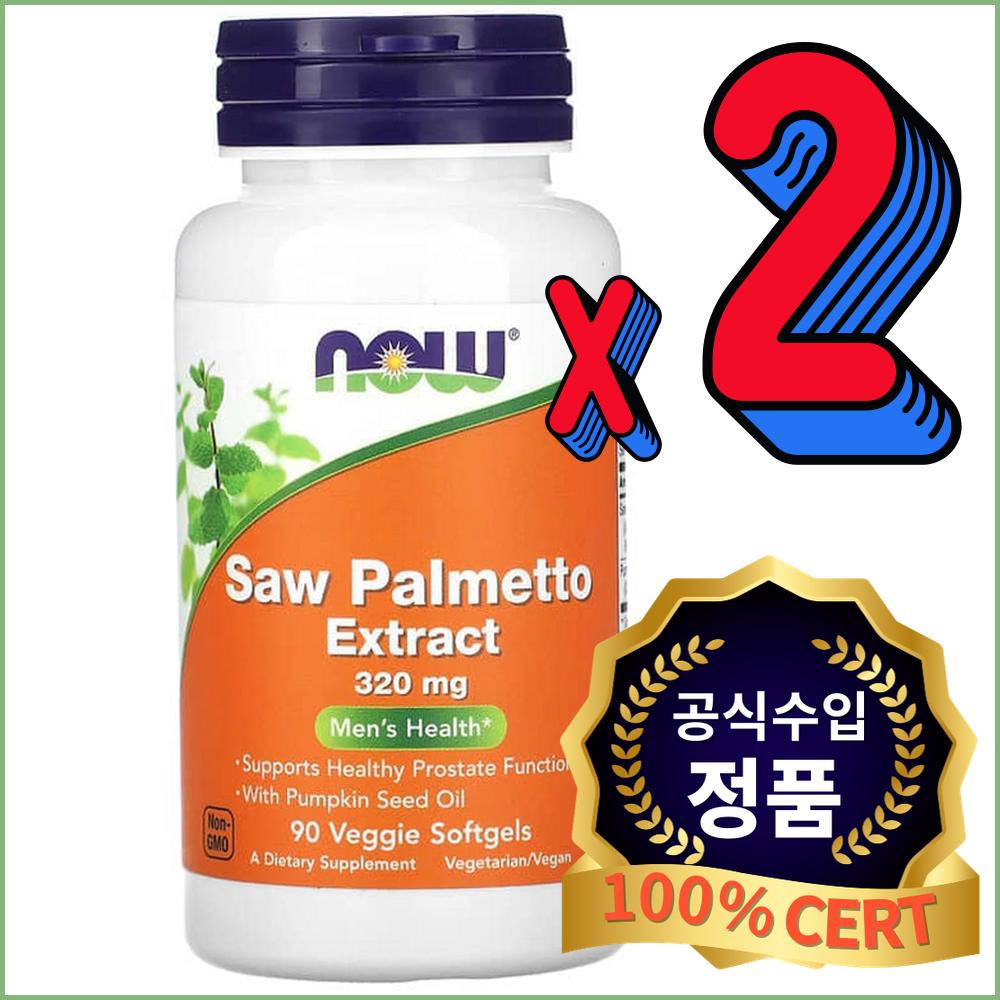 now®
x2
Saw Palmetto
Extract
320 mg
Men's Health*
•Supports Healthy Prostate Function
•With Pumpkin Seed Oil
Non-
GMO
90 Veggie Softgels
A Dietary Supplement Vegetarian/Vegan
공식수입
정품
100% CERT